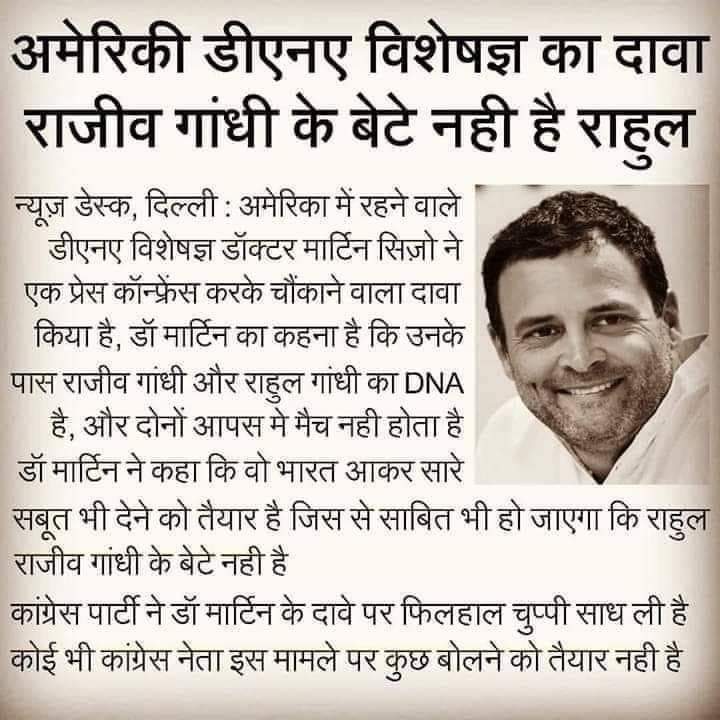 अमेरिकी डीएनए विशेषज्ञ का दावा
राजीव गांधी के बेटे नही है राहुल
न्यूज़ डेस्क, दिल्ली : अमेरिका में रहने वाले
डीएनए विशेषज्ञ डॉक्टर मार्टिन सिज़ो ने
एक प्रेस कॉन्फ्रेंस करके चौंकाने वाला दावा
किया है, डॉ मार्टिन का कहना है कि उनके
पास राजीव गांधी और राहुल गांधी का DNA
है, और दोनों आपस मे मैच नही होता है
डॉ मार्टिन ने कहा कि वो भारत आकर सारे
सबूत भी देने को तैयार है जिस से साबित भी हो जाएगा कि राहुल
राजीव गांधी के बेटे नही है
कांग्रेस पार्टी ने डॉ मार्टिन के दावे पर फिलहाल चुप्पी साध ली है
कोई भी कांग्रेस नेता इस मामले पर कुछ बोलने को तैयार नही है